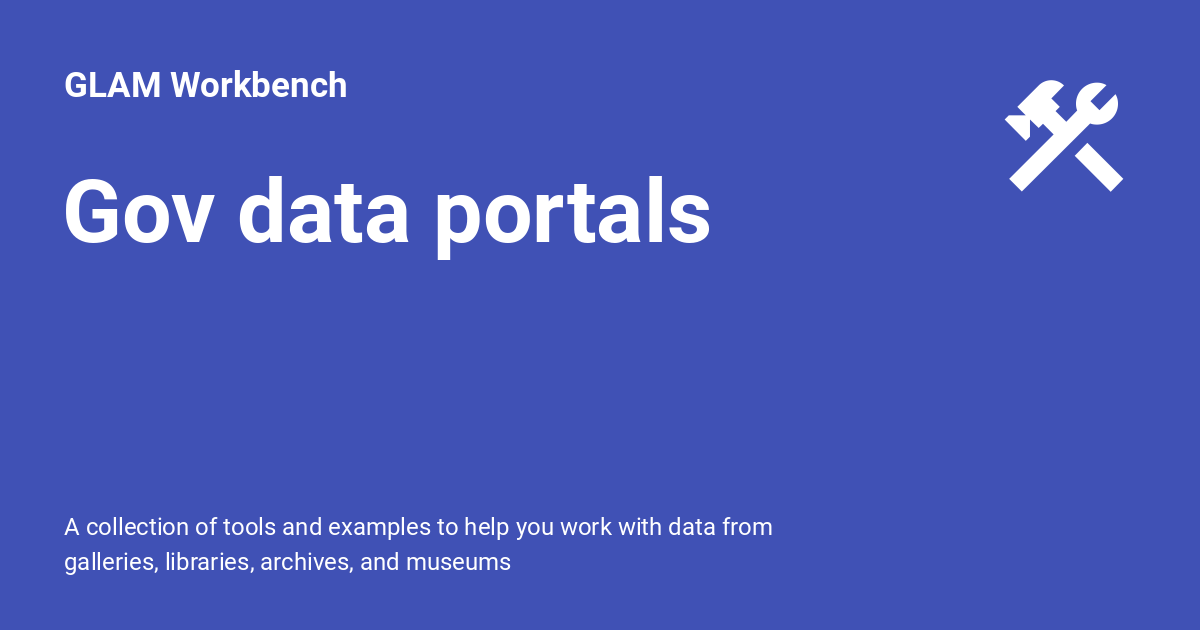 GLAM Workbench
Gov data portals
A collection of tools and examples to help you work with data from
galleries, libraries, archives, and museums